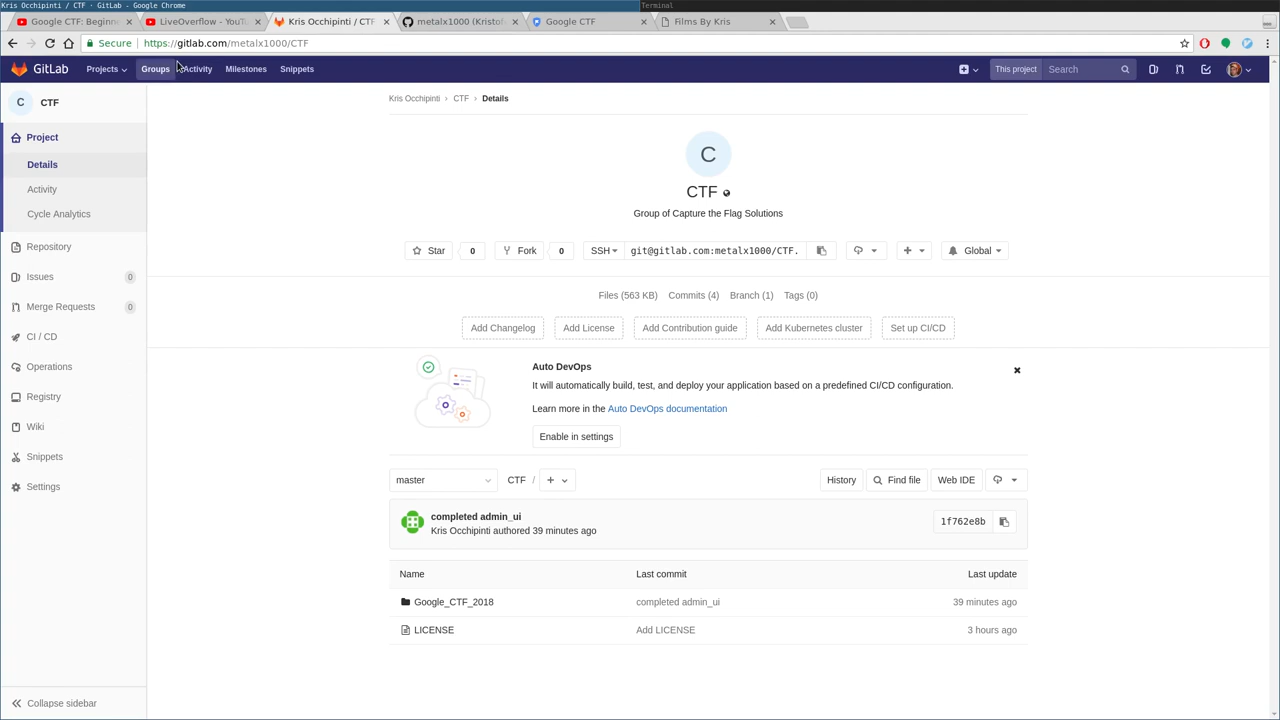 Kris Occhipinti / CTF · GitLab - Google Chrome
Terminal
Google CTF: Beginne
LiveOverflow - YouTu
Kris Occhipinti / CTF
metalx1000 (Kristof
Google CTF
Films By Kris
Secure
https://gitlab.com/metalx1000/CTF
GitLab
Projects
Groups
Activity
Milestones
Snippets
This project
Search
C
CTF
Project
Details
Activity
Cycle Analytics
Repository
Issues
0
Merge Requests
0
CI / CD
Operations
Registry
Wiki
Snippets
Settings
Collapse sidebar
Kris Occhipinti › CTF › Details
C
CTF
Group of Capture the Flag Solutions
Star 0 Fork 0 SSH git@gitlab.com:metalx1000/CTF. + Global
Files (563 KB) Commits (4) Branch (1) Tags (0)
Add Changelog Add License Add Contribution guide Add Kubernetes cluster Set up CI/CD
Auto DevOps
It will automatically build, test, and deploy your application based on a predefined CI/CD configuration.
Learn more in the Auto DevOps documentation
Enable in settings
master CTF / + History Find file Web IDE
completed admin_ui
Kris Occhipinti authored 39 minutes ago
1f762e8b
Name Last commit Last update
Google_CTF_2018 completed admin_ui 39 minutes ago
LICENSE Add LICENSE 3 hours ago